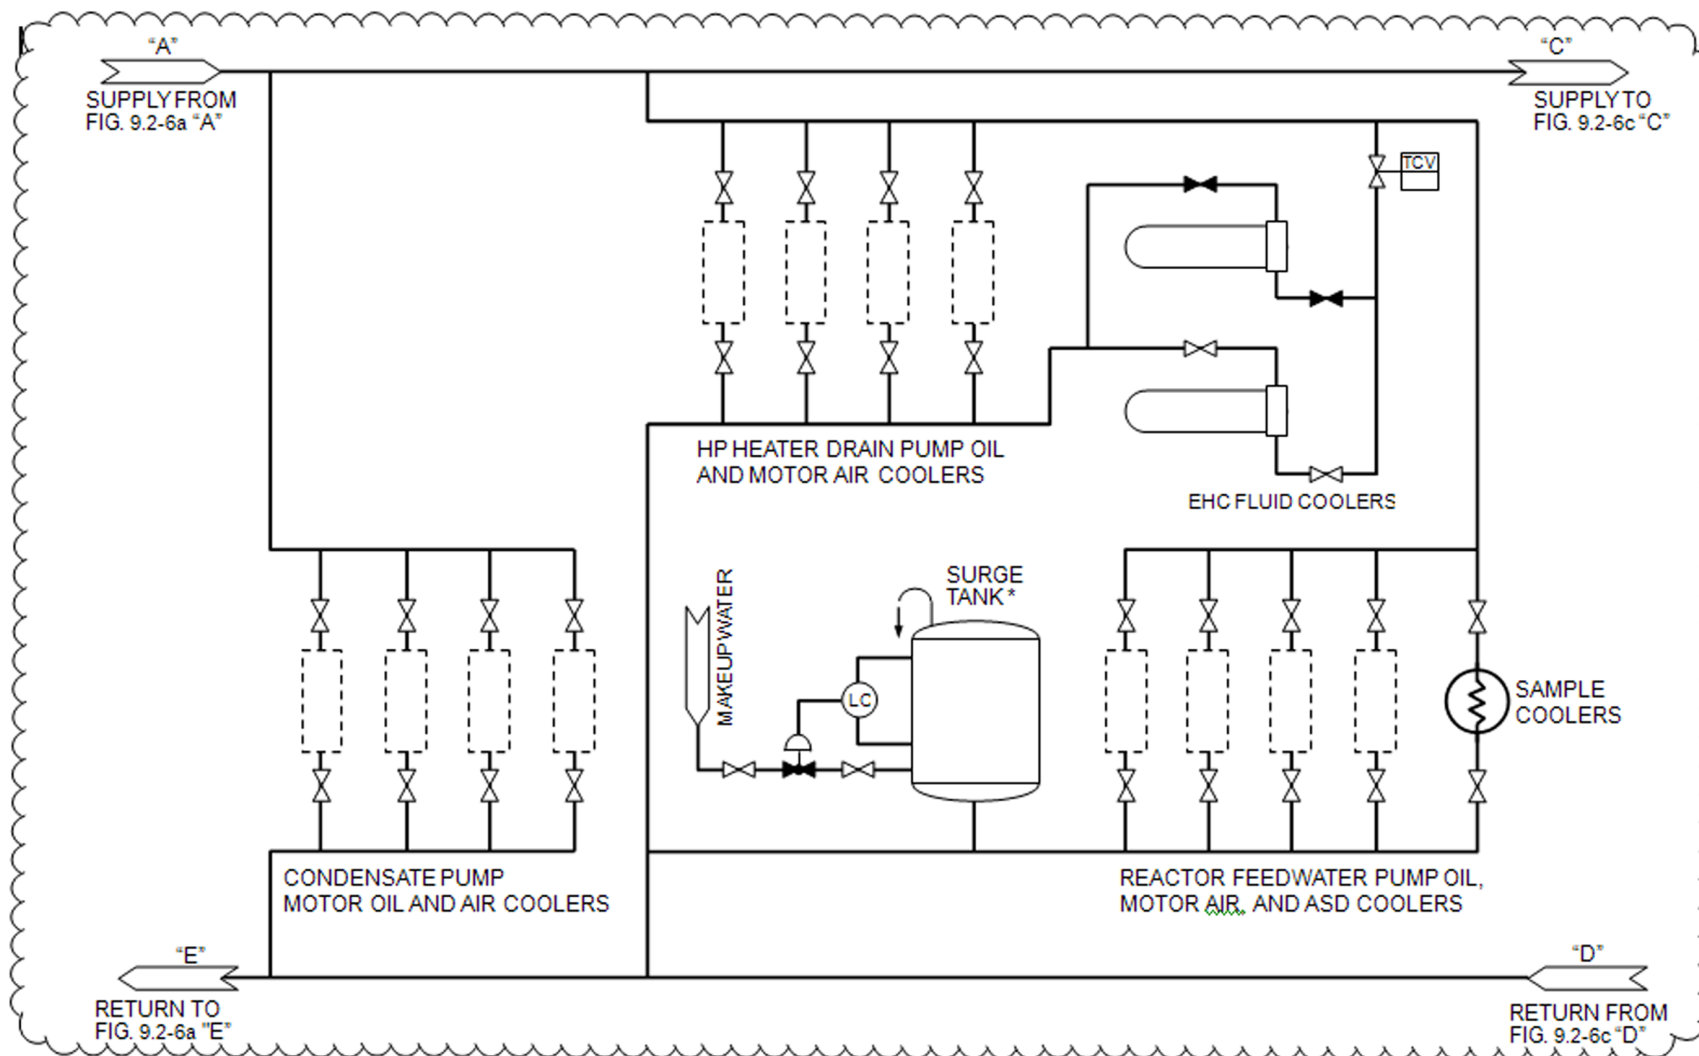 “A”
SUPPLY FROM
FIG. 9.2-6a “A”
“C”
SUPPLY TO
FIG. 9.2-6c “C”
TCV
HP HEATER DRAIN PUMP OIL
AND MOTOR AIR COOLERS
EHC FLUID COOLERS
MAKEUP WATER
SURGE
TANK *
LC
SAMPLE
COOLERS
CONDENSATE PUMP
MOTOR OIL AND AIR COOLERS
REACTOR FEEDWATER PUMP OIL,
MOTOR AIR, AND ASD COOLERS
“E”
RETURN TO
FIG. 9.2-6a "E”
“D”
RETURN FROM
FIG. 9.2-6c “D”